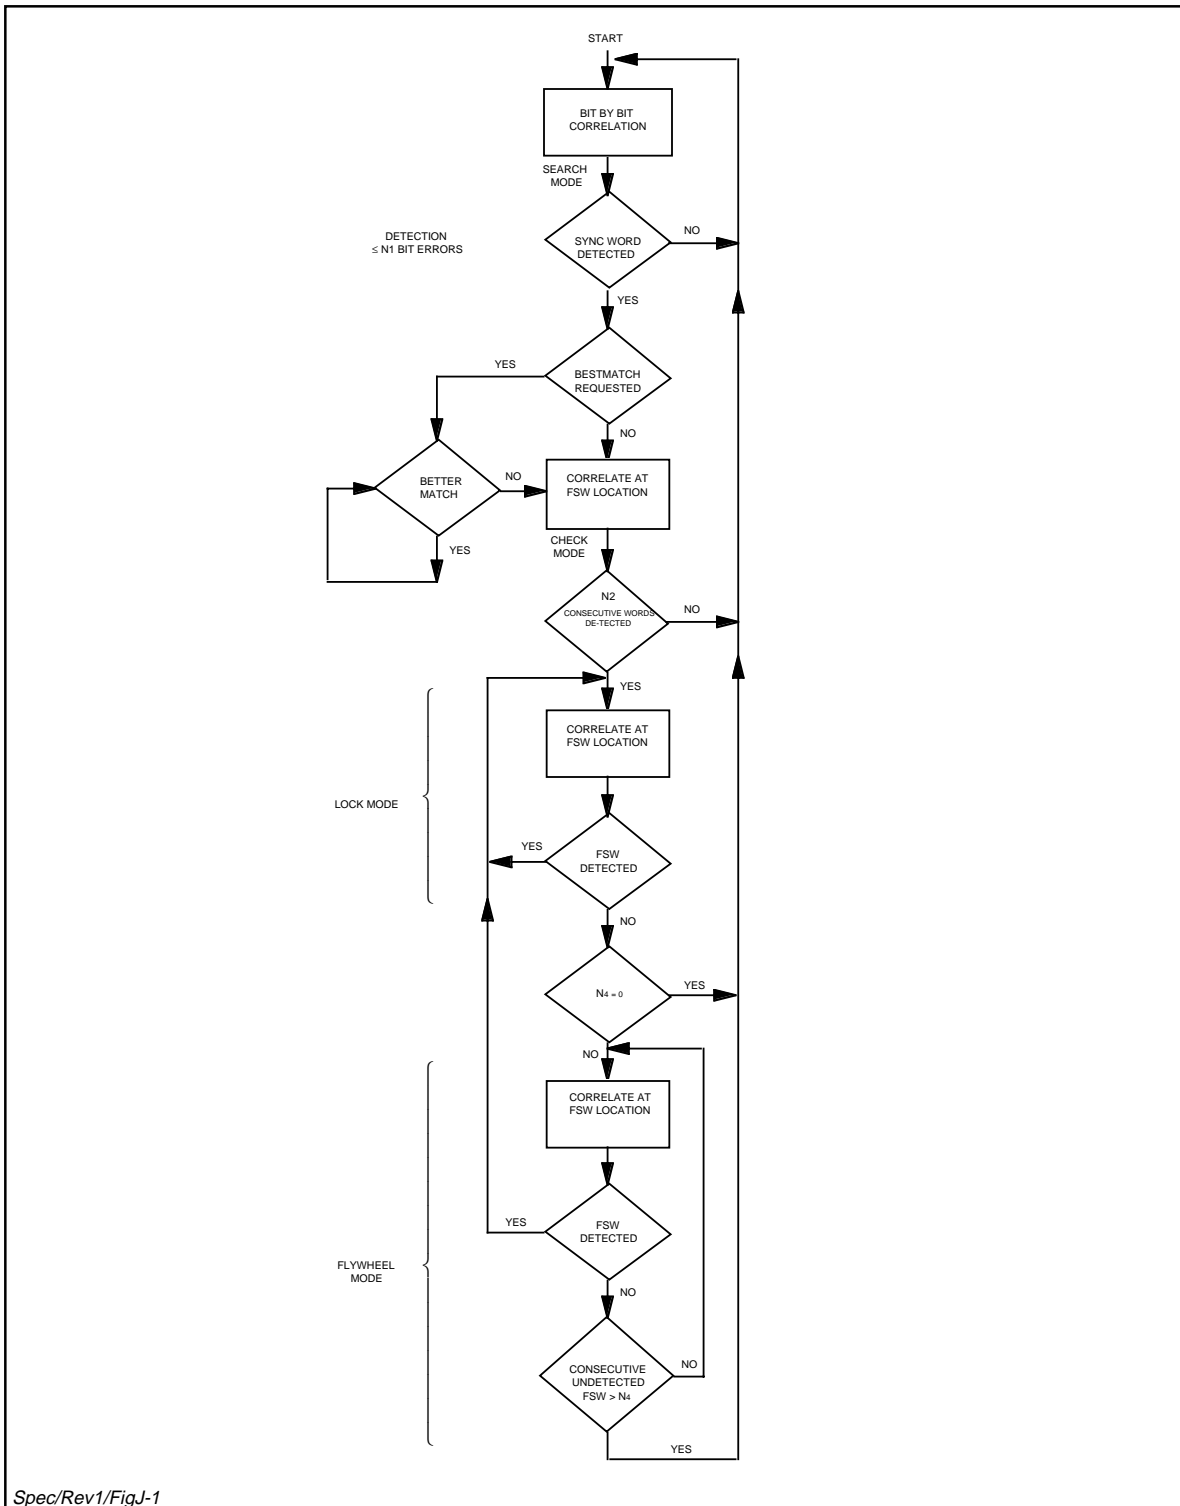 START
BIT BY BIT
CORRELATION
SEARCH
MODE
DETECTION
≤ N1 BIT ERRORS
SYNC WORD
DETECTED
NO
YES
YES
BESTMATCH
REQUESTED
NO
BETTER
MATCH
NO
YES
CORRELATE AT
FSW LOCATION
CHECK
MODE
N2
CONSECUTIVE WORDS
DE-TECTED
NO
YES
CORRELATE AT
FSW LOCATION
LOCK MODE
YES
FSW
DETECTED
NO
N4 = 0
YES
NO
CORRELATE AT
FSW LOCATION
YES
FSW
DETECTED
FLYWHEEL
MODE
NO
CONSECUTIVE
UNDETECTED
FSW > N4
NO
YES
Spec/Rev1/FigJ-1